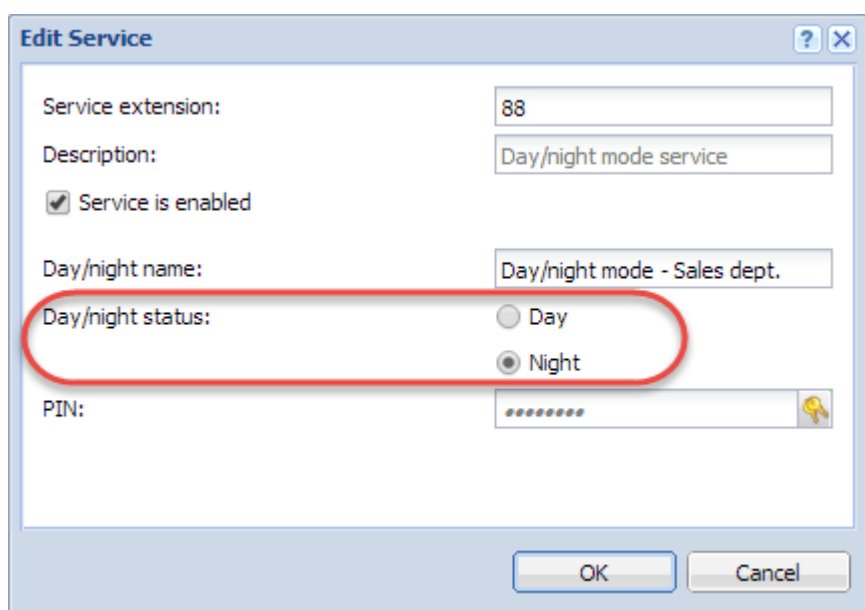 Edit Service
?
Service extension: 88
Description: Day/night mode service
Service is enabled
Day/night name: Day/night mode - Sales dept.
Day/night status: Day
Night
PIN: ••••••••
OK Cancel